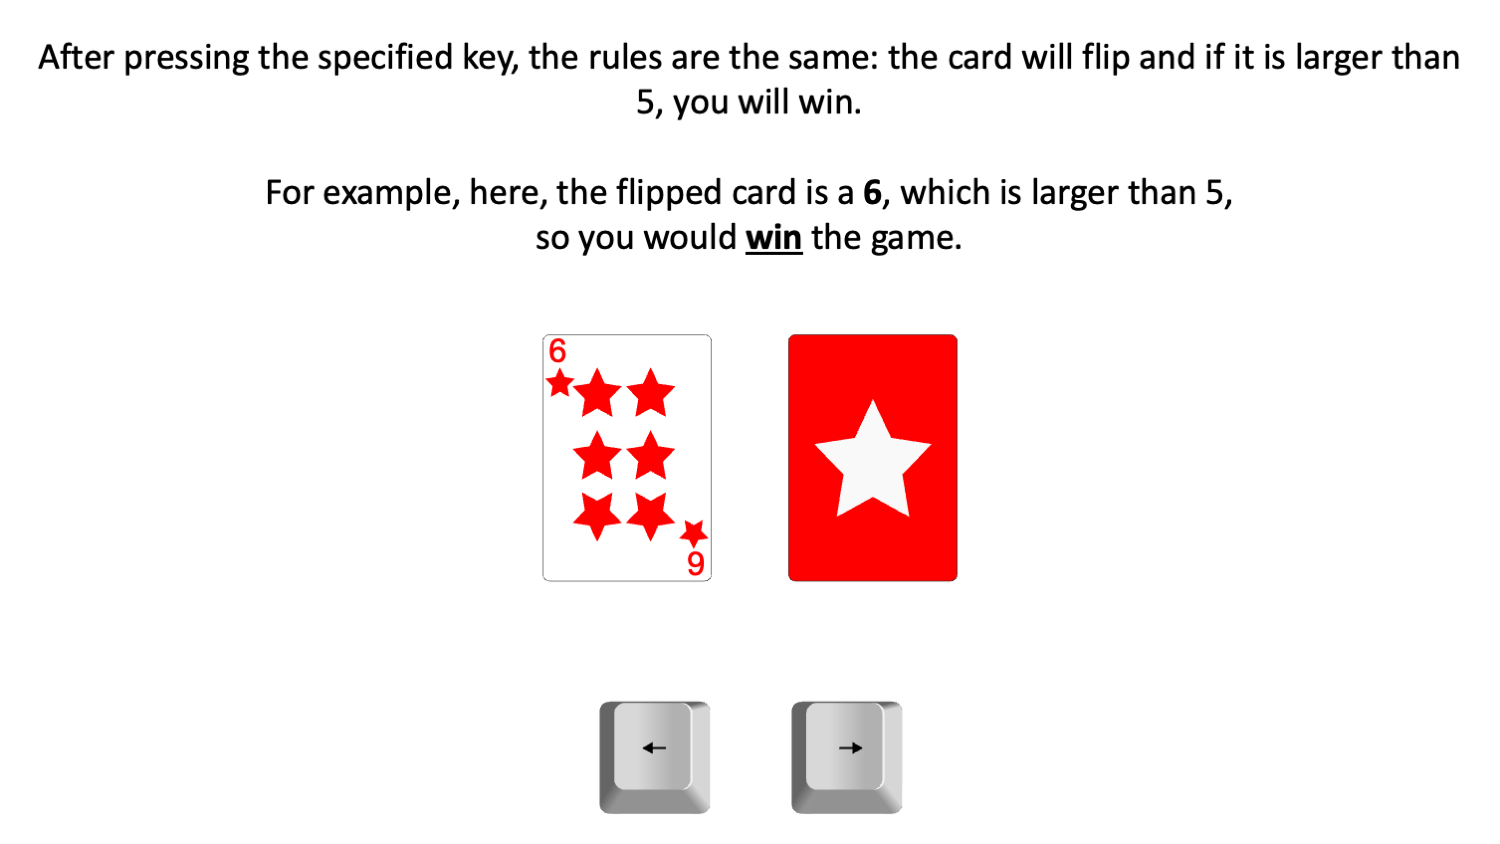 After pressing the specified key, the rules are the same: the card will flip and if it is larger than
5, you will win.
For example, here, the flipped card is a 6, which is larger than 5,
so you would win the game.
6
6
← →